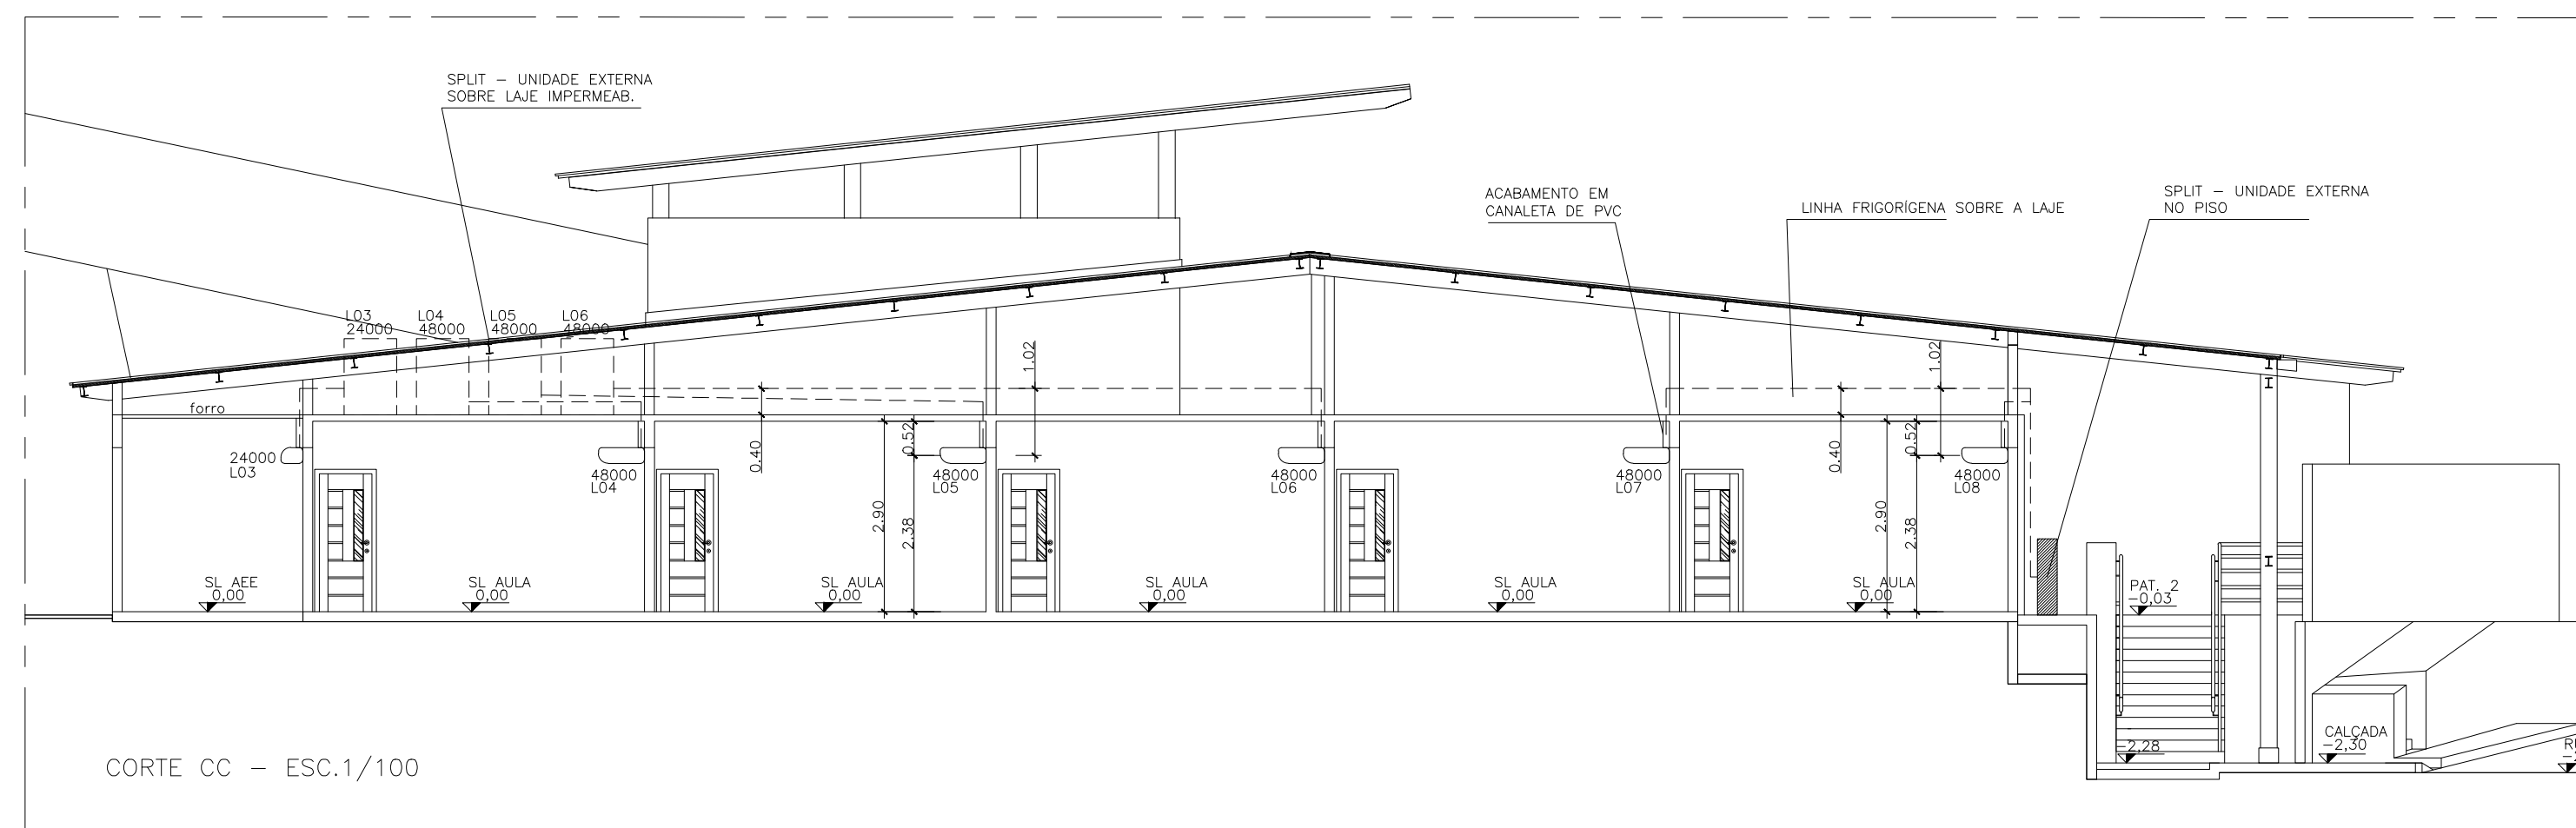 SPLIT – UNIDADE EXTERNA
SOBRE LAJE IMPERMEAB.
ACABAMENTO EM
CANALETA DE PVC
LINHA FRIGORÍGENA SOBRE A LAJE
SPLIT – UNIDADE EXTERNA
NO PISO
L03
24000
L04
48000
L05
48000
L06
48000
1.02
1.02
forro
0.40
0.52
0.40
0.52
24000
L03
48000
L04
48000
L05
48000
L06
48000
L07
48000
L08
2.90
2.38
2.90
2.38
SL AEE
0,00
SL AULA
0,00
SL AULA
0,00
SL AULA
0,00
SL AULA
0,00
SL AULA
0,00
PAT. 2
–0,03
–2,28
CALÇADA
–2,30
CORTE CC – ESC.1/100